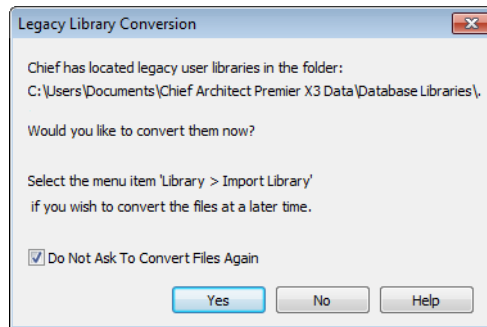 Legacy Library Conversion
Chief has located legacy user libraries in the folder:
C:\Users\Documents\Chief Architect Premier X3 Data\Database Libraries\.
Would you like to convert them now?
Select the menu item 'Library > Import Library'
if you wish to convert the files at a later time.
Do Not Ask To Convert Files Again
Yes No Help